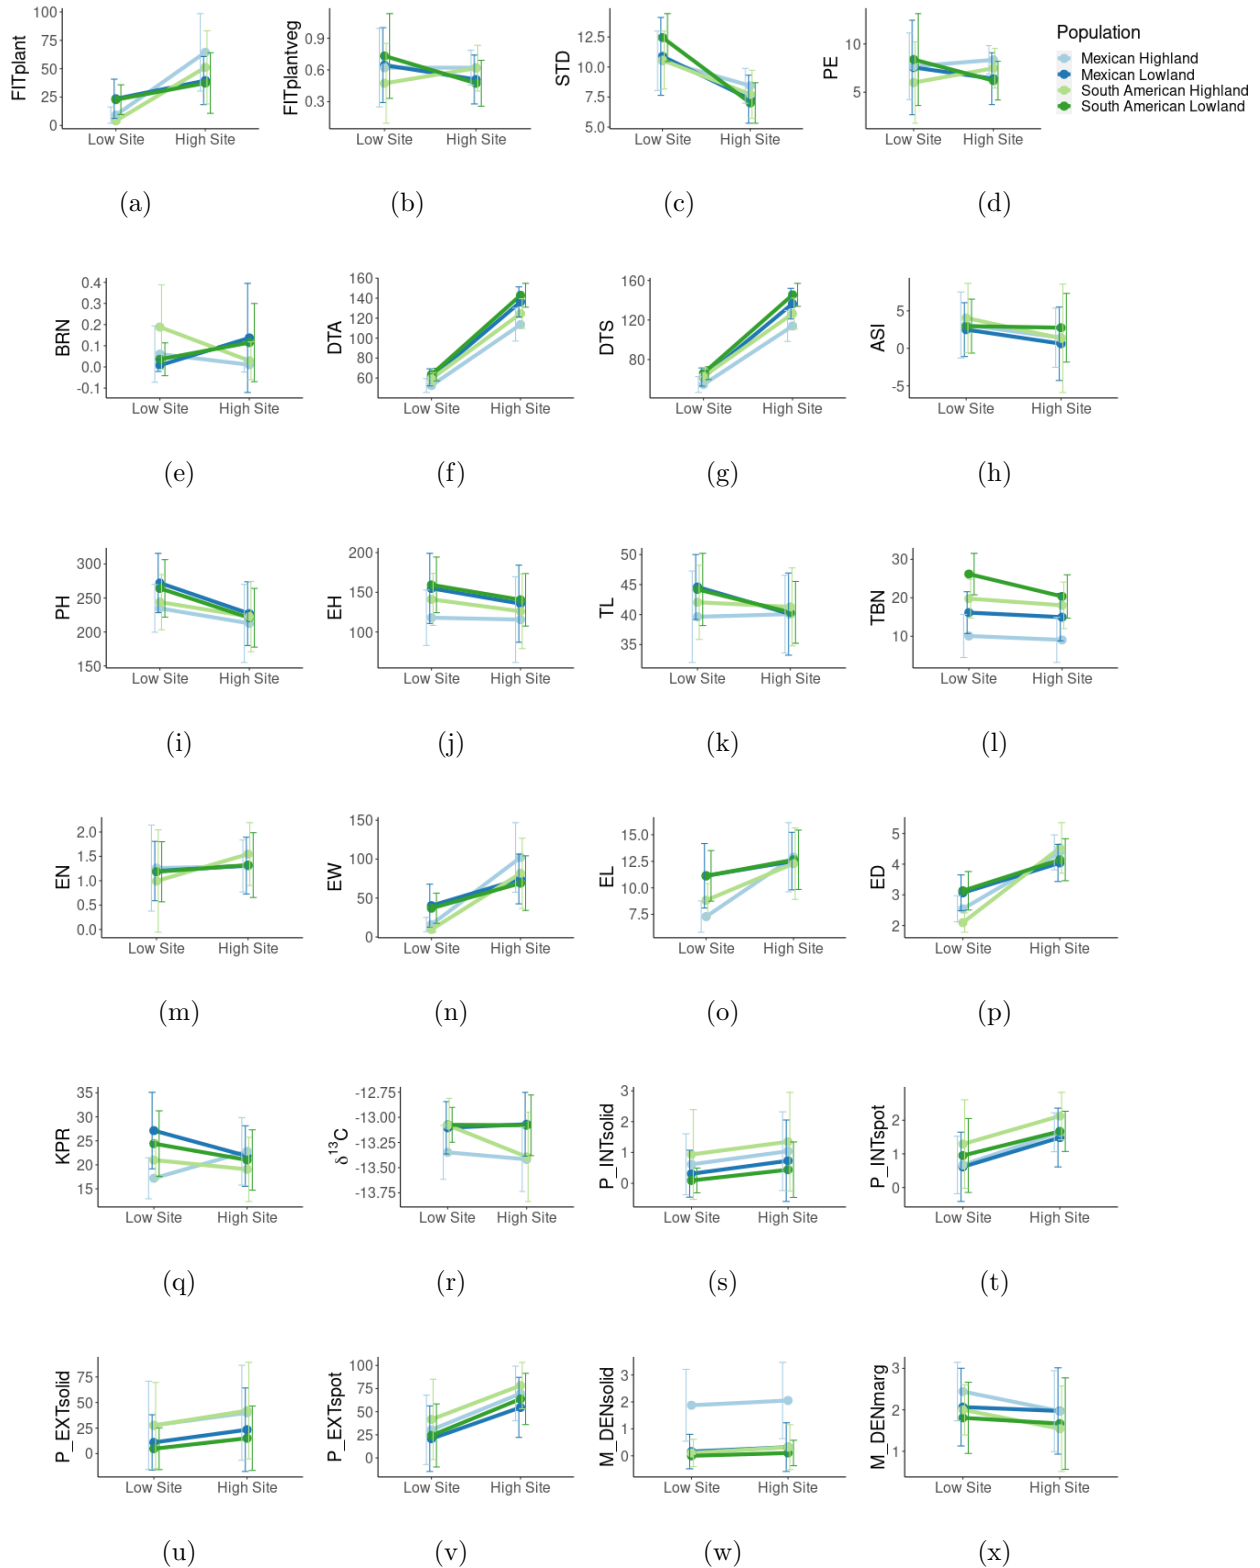 FITplant
100
75
50
25
0
Low Site High Site
(a)
FITplantveg
0.9
0.6
0.3
Low Site High Site
(b)
STD
12.5
10.0
7.5
5.0
Low Site High Site
(c)
PE
10
5
Low Site High Site
(d)
Population
Mexican Highland
Mexican Lowland
South American Highland
South American Lowland
BRN
0.4
0.3
0.2
0.1
0.0
-0.1
Low Site High Site
(e)
DTA
160
140
120
100
80
60
Low Site High Site
(f)
DTS
160
120
80
Low Site High Site
(g)
ASI
5
0
-5
Low Site High Site
(h)
PH
300
250
200
150
Low Site High Site
(i)
EH
200
150
100
Low Site High Site
(j)
TL
50
45
40
35
Low Site High Site
(k)
TBN
30
20
10
Low Site High Site
(l)
EN
2.0
1.5
1.0
0.5
0.0
Low Site High Site
(m)
EW
150
100
50
0
Low Site High Site
(n)
EL
15.0
12.5
10.0
7.5
Low Site High Site
(o)
ED
5
4
3
2
Low Site High Site
(p)
KPR
35
30
25
20
15
Low Site High Site
(q)
δ¹³C
-12.75
-13.00
-13.25
-13.50
-13.75
Low Site High Site
(r)
P_INTsolid
3
2
1
0
Low Site High Site
(s)
P_INTspot
2
1
0
Low Site High Site
(t)
P_EXTsolid
75
50
25
0
Low Site High Site
(u)
P_EXTspot
100
75
50
25
0
Low Site High Site
(v)
M_DENsolid
3
2
1
0
Low Site High Site
(w)
M_DENmarg
3
2
1
Low Site High Site
(x)